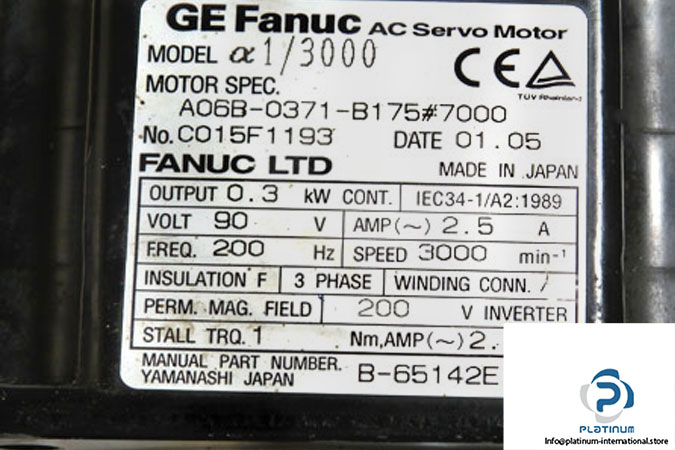 GE Fanuc AC Servo Motor
MODEL α1/3000
MOTOR SPEC.
A06B-0371-B175#7000
TÜV Rheinland
No. C015F1193 DATE 01.05
FANUC LTD MADE IN JAPAN
OUTPUT 0.3 kW CONT. IEC34-1/A2:1989
VOLT 90 V AMP(~) 2.5 A
FREQ. 200 Hz SPEED 3000 min-1
INSULATION F 3 PHASE WINDING CONN.
PERM. MAG. FIELD 200 V INVERTER
STALL TRQ. 1 Nm, AMP(~) 2.
MANUAL PART NUMBER.
YAMANASHI JAPAN B-65142E
PLATINUM
Info@platinum-international.store